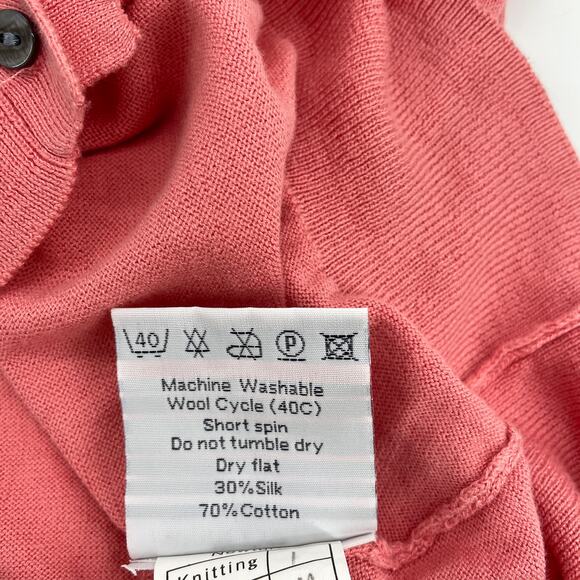 40 P
Machine Washable
Wool Cycle (40C)
Short spin
Do not tumble dry
Dry flat
30%Silk
70%Cotton
Knitting